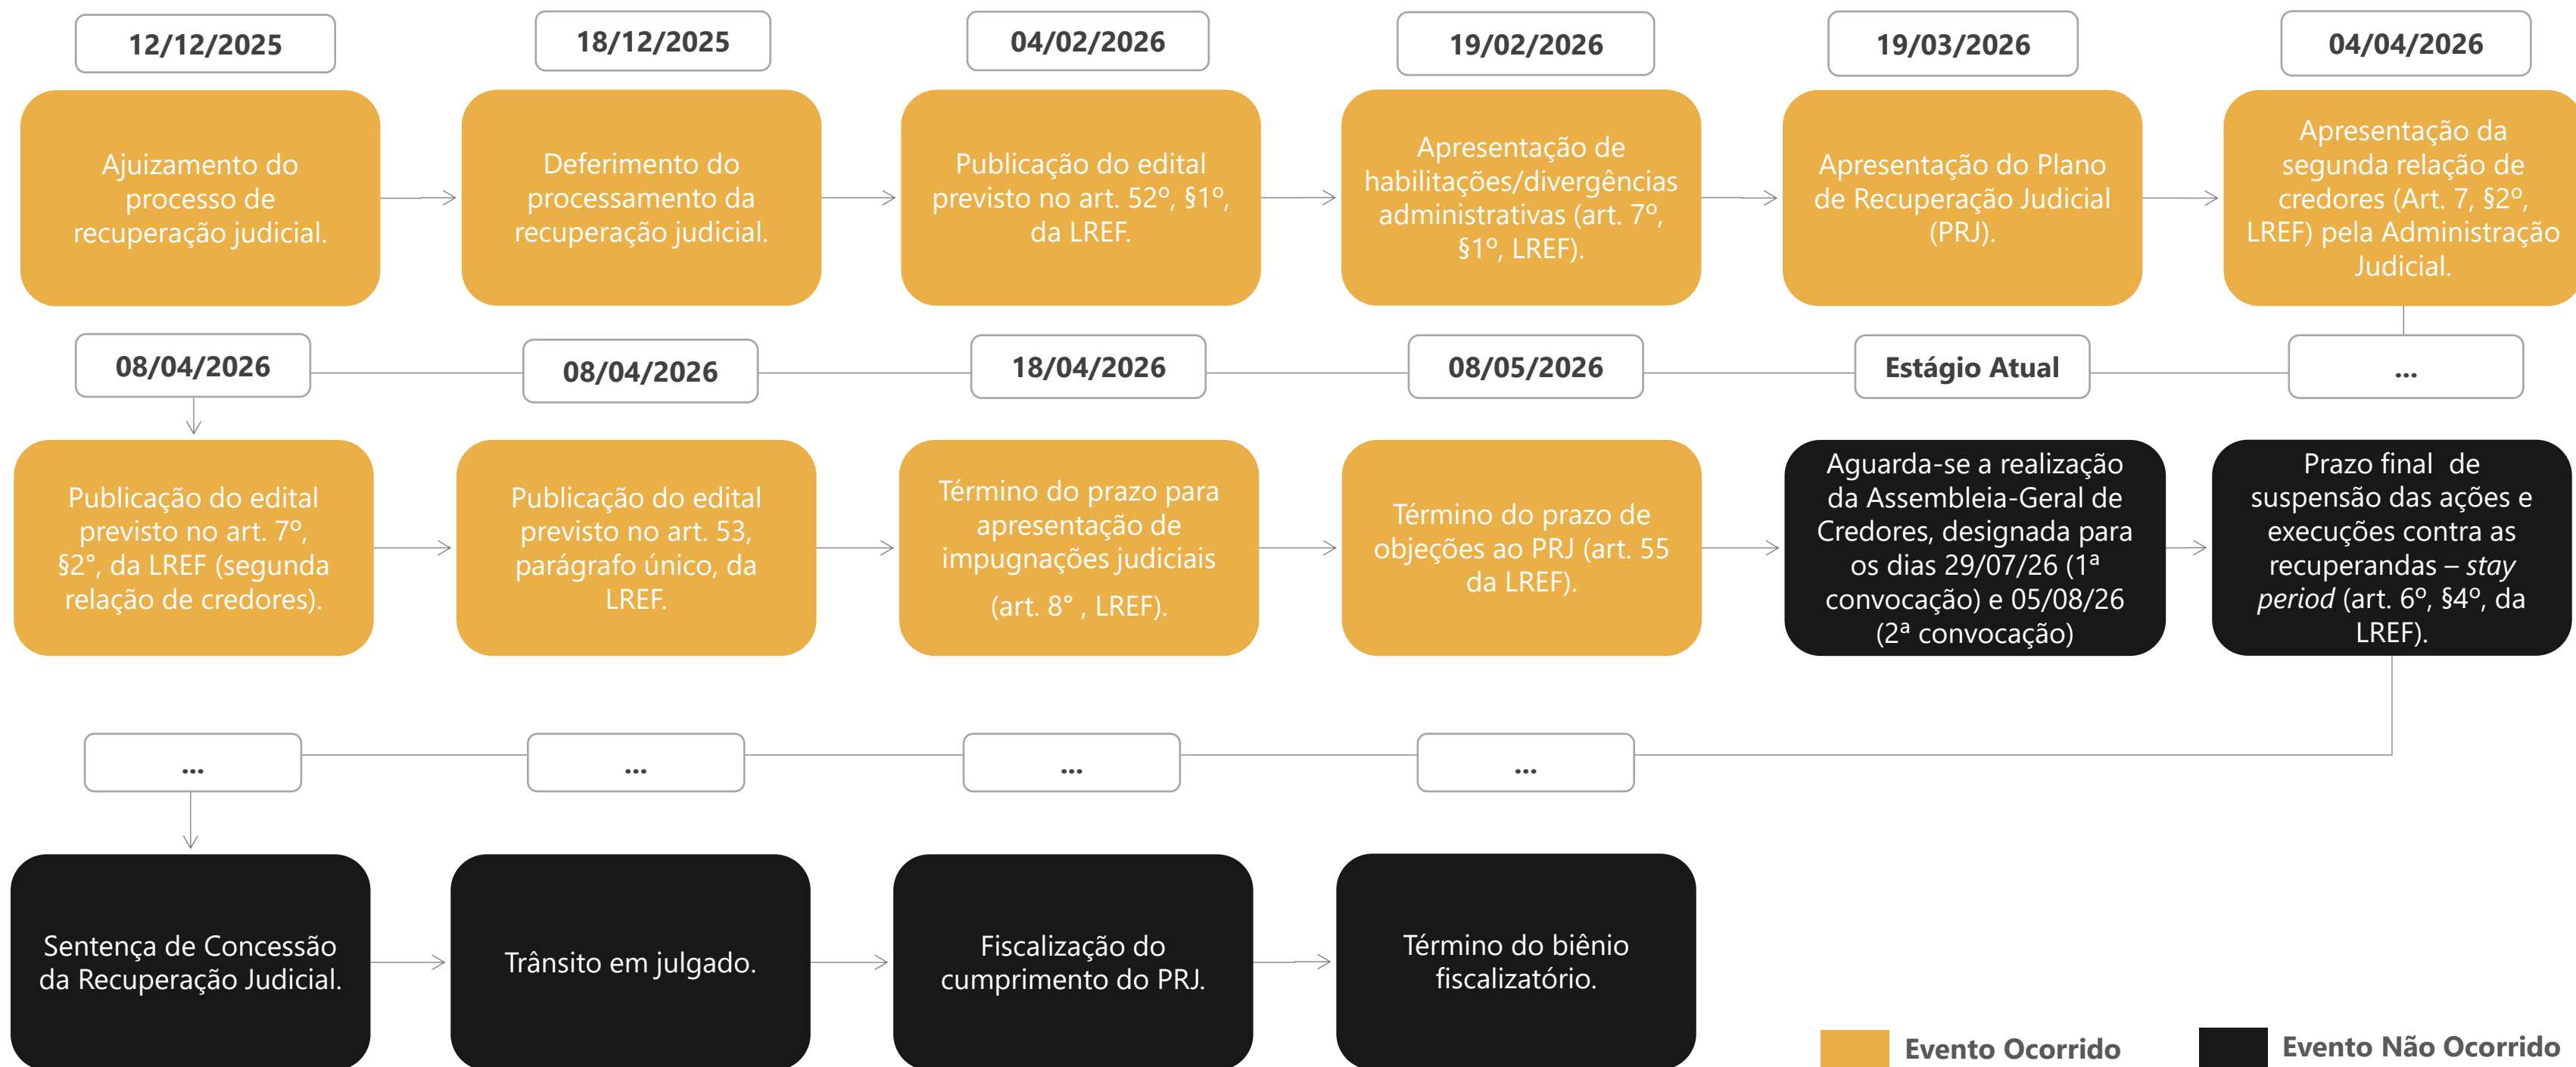 12/12/2025
18/12/2025
04/02/2026
19/02/2026
19/03/2026
04/04/2026
Ajuizamento do
processo de
recuperação judicial.
Deferimento do
processamento da
recuperação judicial.
Publicação do edital
previsto no art. 52º, §1º,
da LREF.
Apresentação de
habilitações/divergências
administrativas (art. 7º,
§1º, LREF).
Apresentação do Plano
de Recuperação Judicial
(PRJ).
Apresentação da
segunda relação de
credores (Art. 7, §2º,
LREF) pela Administração
Judicial.
08/04/2026
08/04/2026
18/04/2026
08/05/2026
Estágio Atual
...
Publicação do edital
previsto no art. 7º,
§2°, da LREF (segunda
relação de credores).
Publicação do edital
previsto no art. 53,
parágrafo único, da
LREF.
Término do prazo para
apresentação de
impugnações judiciais
(art. 8° , LREF).
Término do prazo de
objeções ao PRJ (art. 55
da LREF).
Aguarda-se a realização
da Assembleia-Geral de
Credores, designada para
os dias 29/07/26 (1ª
convocação) e 05/08/26
(2ª convocação)
Prazo final de
suspensão das ações e
execuções contra as
recuperandas – stay
period (art. 6º, §4º, da
LREF).
...
...
...
...
Sentença de Concessão
da Recuperação Judicial.
Trânsito em julgado.
Fiscalização do
cumprimento do PRJ.
Término do biênio
fiscalizatório.
Evento Ocorrido
Evento Não Ocorrido